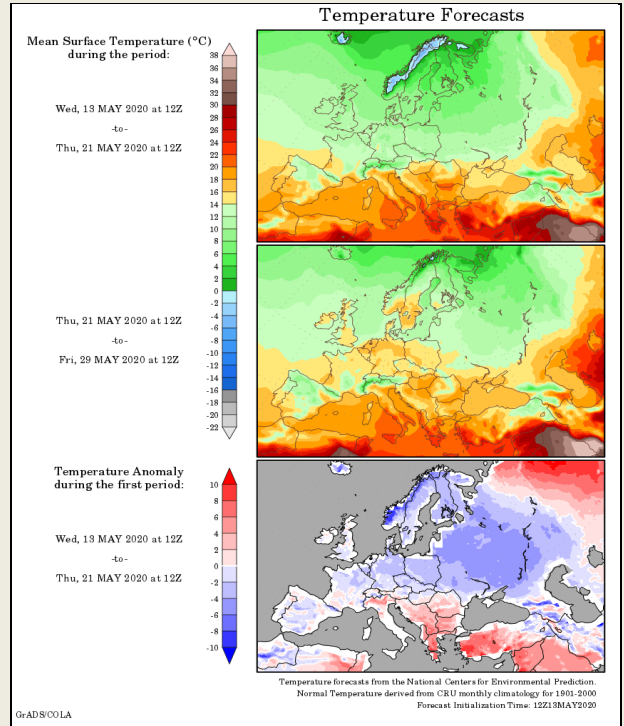 Temperature Forecasts
Mean Surface Temperature (°C)
during the period:
Wed, 13 MAY 2020 at 12Z
-to-
Thu, 21 MAY 2020 at 12Z
38
36
34
32
30
28
26
24
22
20
18
16
14
12
10
8
6
4
2
0
-2
-4
-6
-8
-10
-12
-14
-16
-18
-20
-22
Thu, 21 MAY 2020 at 12Z
-to-
Fri, 29 MAY 2020 at 12Z
Temperature Anomaly
during the first period:
Wed, 13 MAY 2020 at 12Z
-to-
Thu, 21 MAY 2020 at 12Z
10
8
6
4
2
0
-2
-4
-6
-8
-10
Temperature forecasts from the National Centers for Environmental Prediction.
Normal Temperature derived from CRU monthly climatology for 1901-2000
Forecast Initialization Time: 12Z13MAY2020
GrADS/COLA